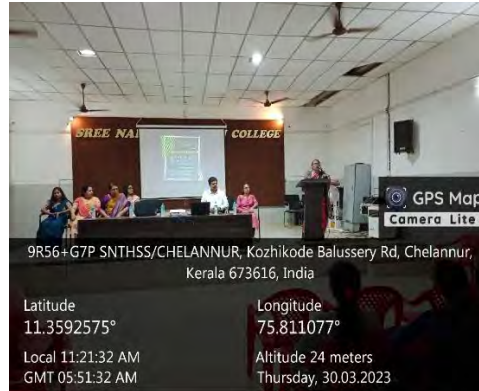 SREE NA
COLLEGE
GPS Map
Camera Lite
9R56+G7P SNTHSS/CHELANNUR, Kozhikode Balussery Rd, Chelannur,
Kerala 673616, India
Latitude
11.3592575°
Longitude
75.811077°
Local 11:21:32 AM
GMT 05:51:32 AM
Altitude 24 meters
Thursday, 30.03.2023